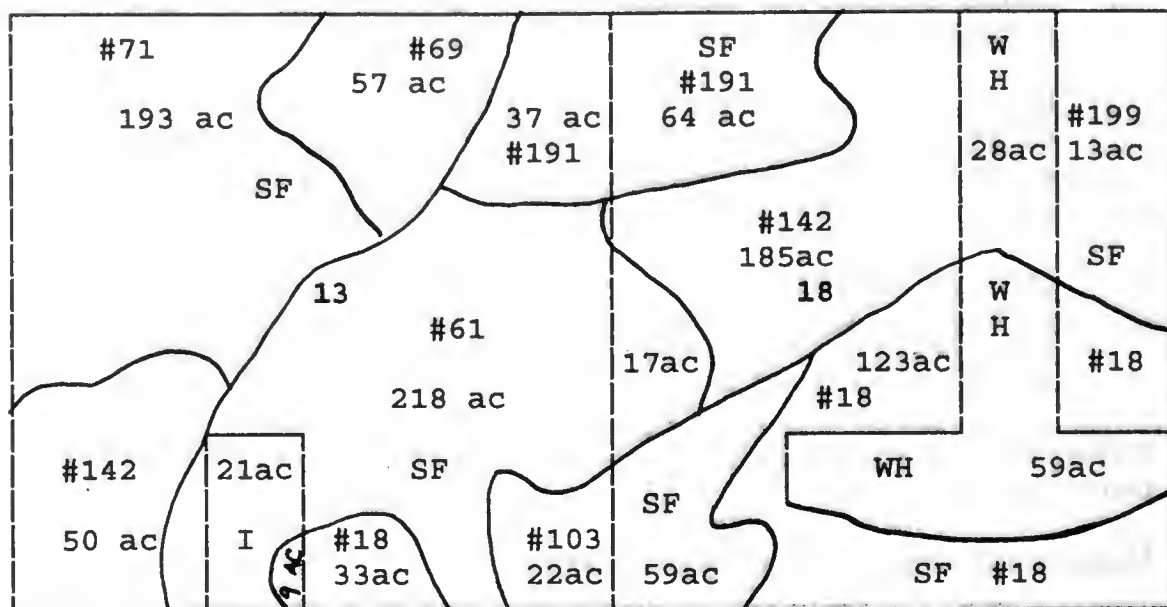 #71
193 ac
SF
#69
57 ac
37 ac
#191
SF
#191
64 ac
W
H
28ac
#199
13ac
SF
#142
185ac
18
13
#61
218 ac
SF
17ac
W
H
123ac
#18
#18
#142
50 ac
21ac
I
9 AC
#18
33ac
#103
22ac
SF
59ac
WH 59ac
SF #18